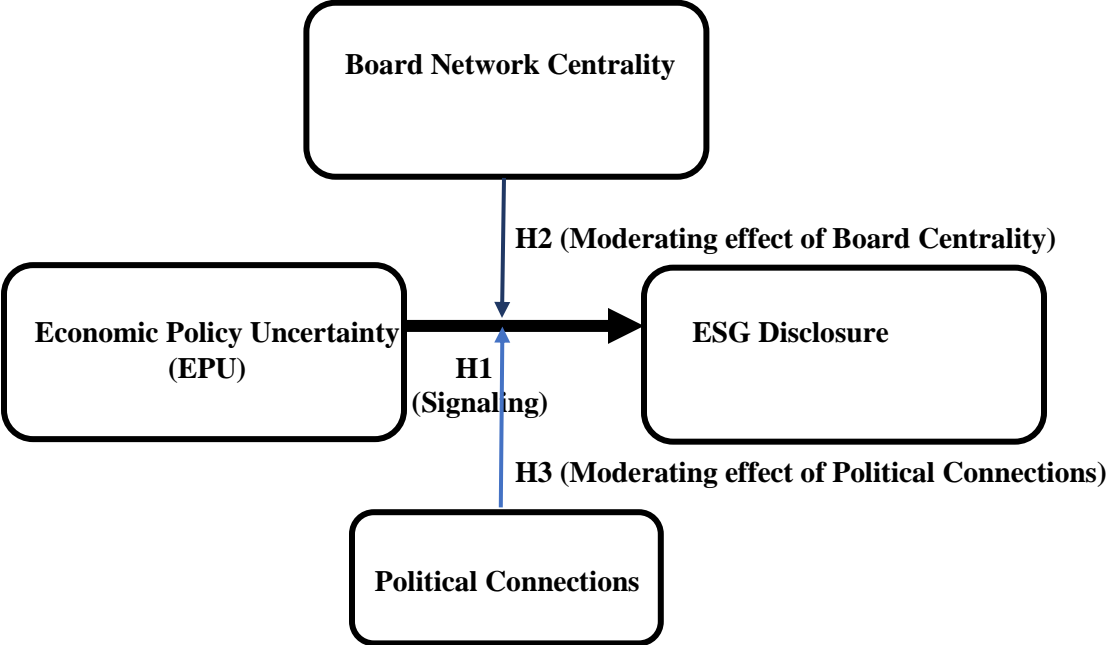 Board Network Centrality
H2 (Moderating effect of Board Centrality)
Economic Policy Uncertainty
(EPU)
H1
(Signaling)
ESG Disclosure
H3 (Moderating effect of Political Connections)
Political Connections